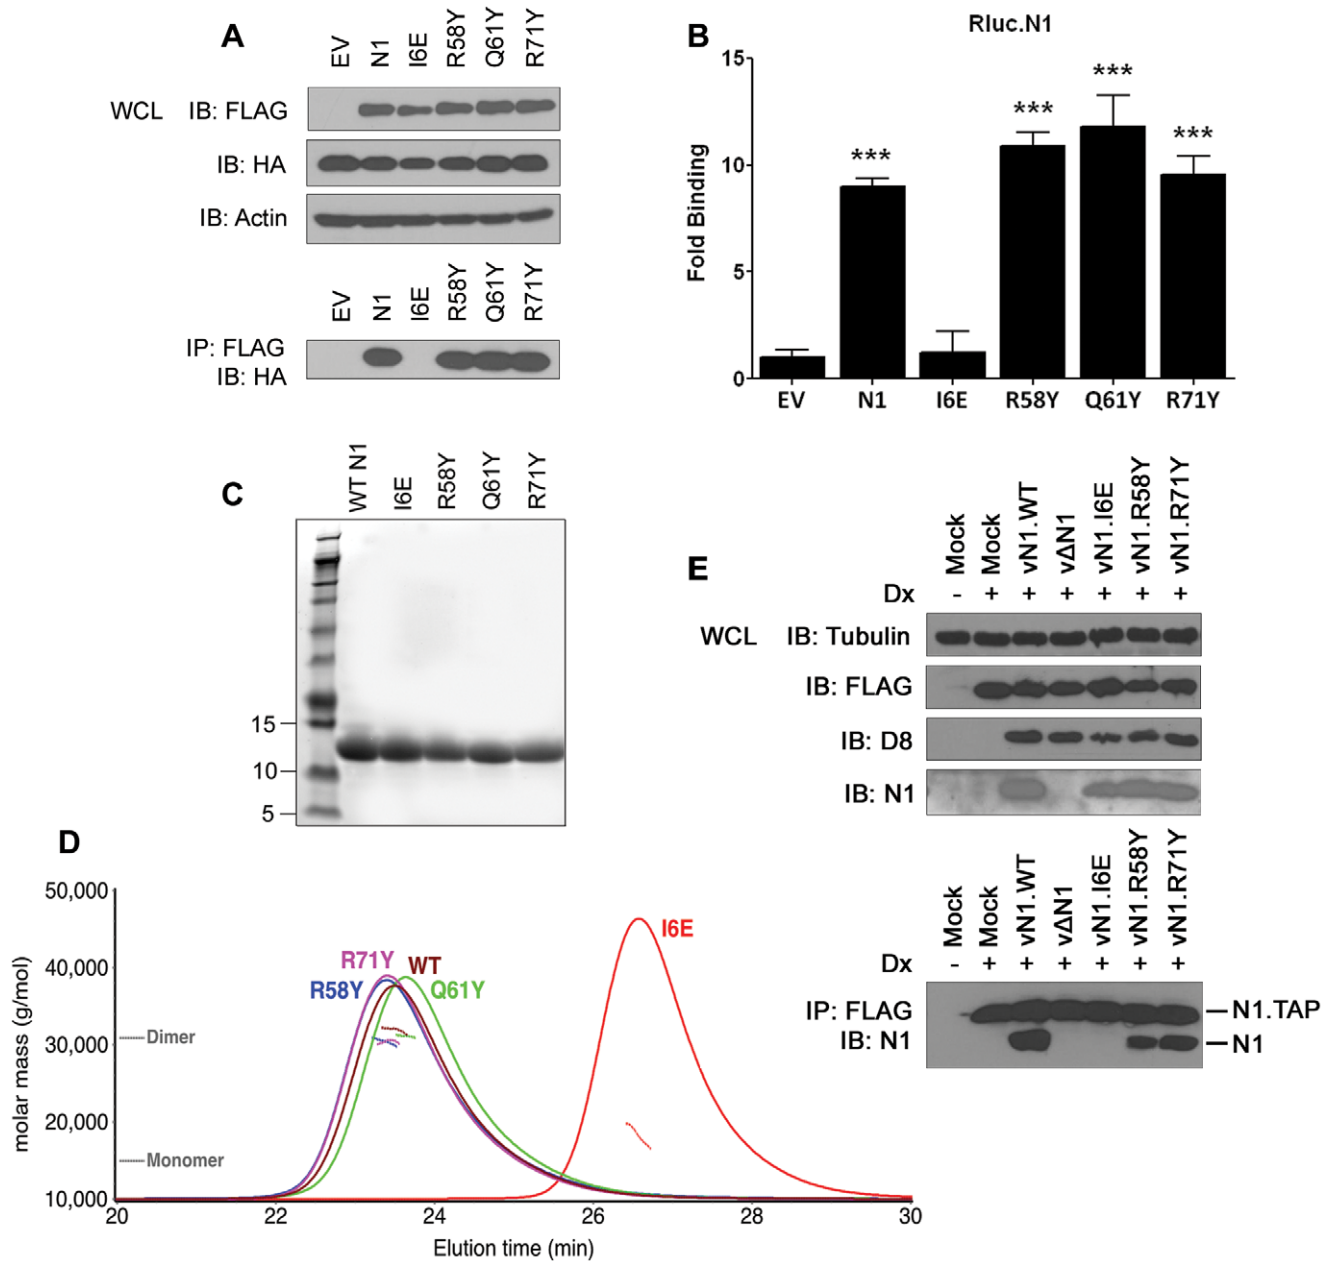 A
EV N1 I6E R58Y Q61Y R71Y
WCL IB: FLAG
IB: HA
IB: Actin
EV N1 I6E R58Y Q61Y R71Y
IP: FLAG
IB: HA
B
Rluc.N1
Fold Binding
15
10
5
0
*** *** *** ***
EV N1 I6E R58Y Q61Y R71Y
C
WT N1 I6E R58Y Q61Y R71Y
15
10
5
D
molar mass (g/mol)
50,000
40,000
30,000
20,000
10,000
Dimer
Monomer
R71Y WT
R58Y Q61Y
I6E
20 22 24 26 28 30
Elution time (min)
E
Mock Mock vN1.WT vΔN1 vN1.I6E vN1.R58Y vN1.R71Y
Dx - + + + + + +
WCL IB: Tubulin
IB: FLAG
IB: D8
IB: N1
Mock Mock vN1.WT vΔN1 vN1.I6E vN1.R58Y vN1.R71Y
Dx - + + + + + +
IP: FLAG N1.TAP
IB: N1 N1